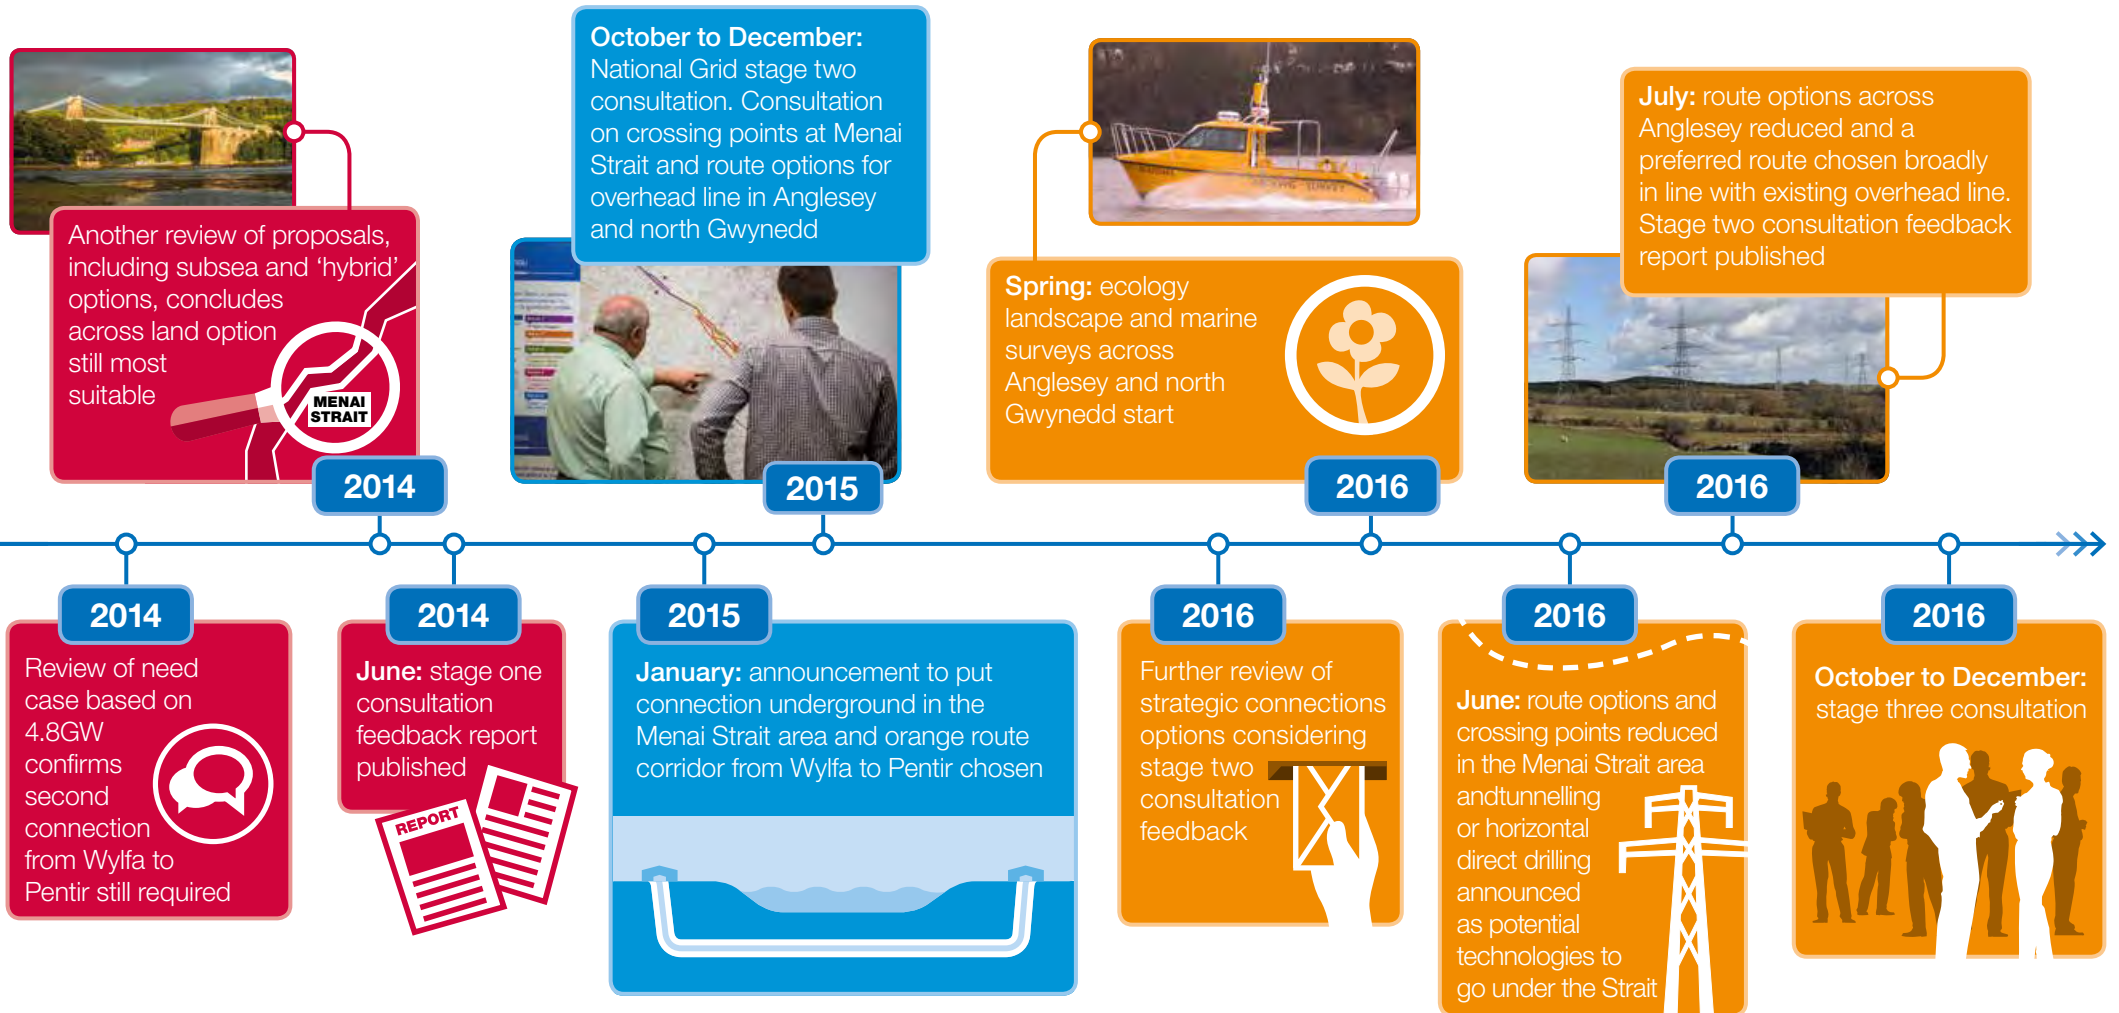 Another review of proposals,
including subsea and ‘hybrid’
options, concludes
across land option
still most
suitable
MENAI
STRAIT
2014
October to December:
National Grid stage two
consultation. Consultation
on crossing points at Menai
Strait and route options for
overhead line in Anglesey
and north Gwynedd
2015
Spring: ecology
landscape and marine
surveys across
Anglesey and north
Gwynedd start
2016
July: route options across
Anglesey reduced and a
preferred route chosen broadly
in line with existing overhead line.
Stage two consultation feedback
report published
2016
2014
Review of need
case based on
4.8GW
confirms
second
connection
from Wylfa to
Pentir still required
2014
June: stage one
consultation
feedback report
published
REPORT
2015
January: announcement to put
connection underground in the
Menai Strait area and orange route
corridor from Wylfa to Pentir chosen
2016
Further review of
strategic connections
options considering
stage two
consultation
feedback
2016
June: route options and
crossing points reduced
in the Menai Strait area
andtunnelling
or horizontal
direct drilling
announced
as potential
technologies to
go under the Strait
2016
October to December:
stage three consultation